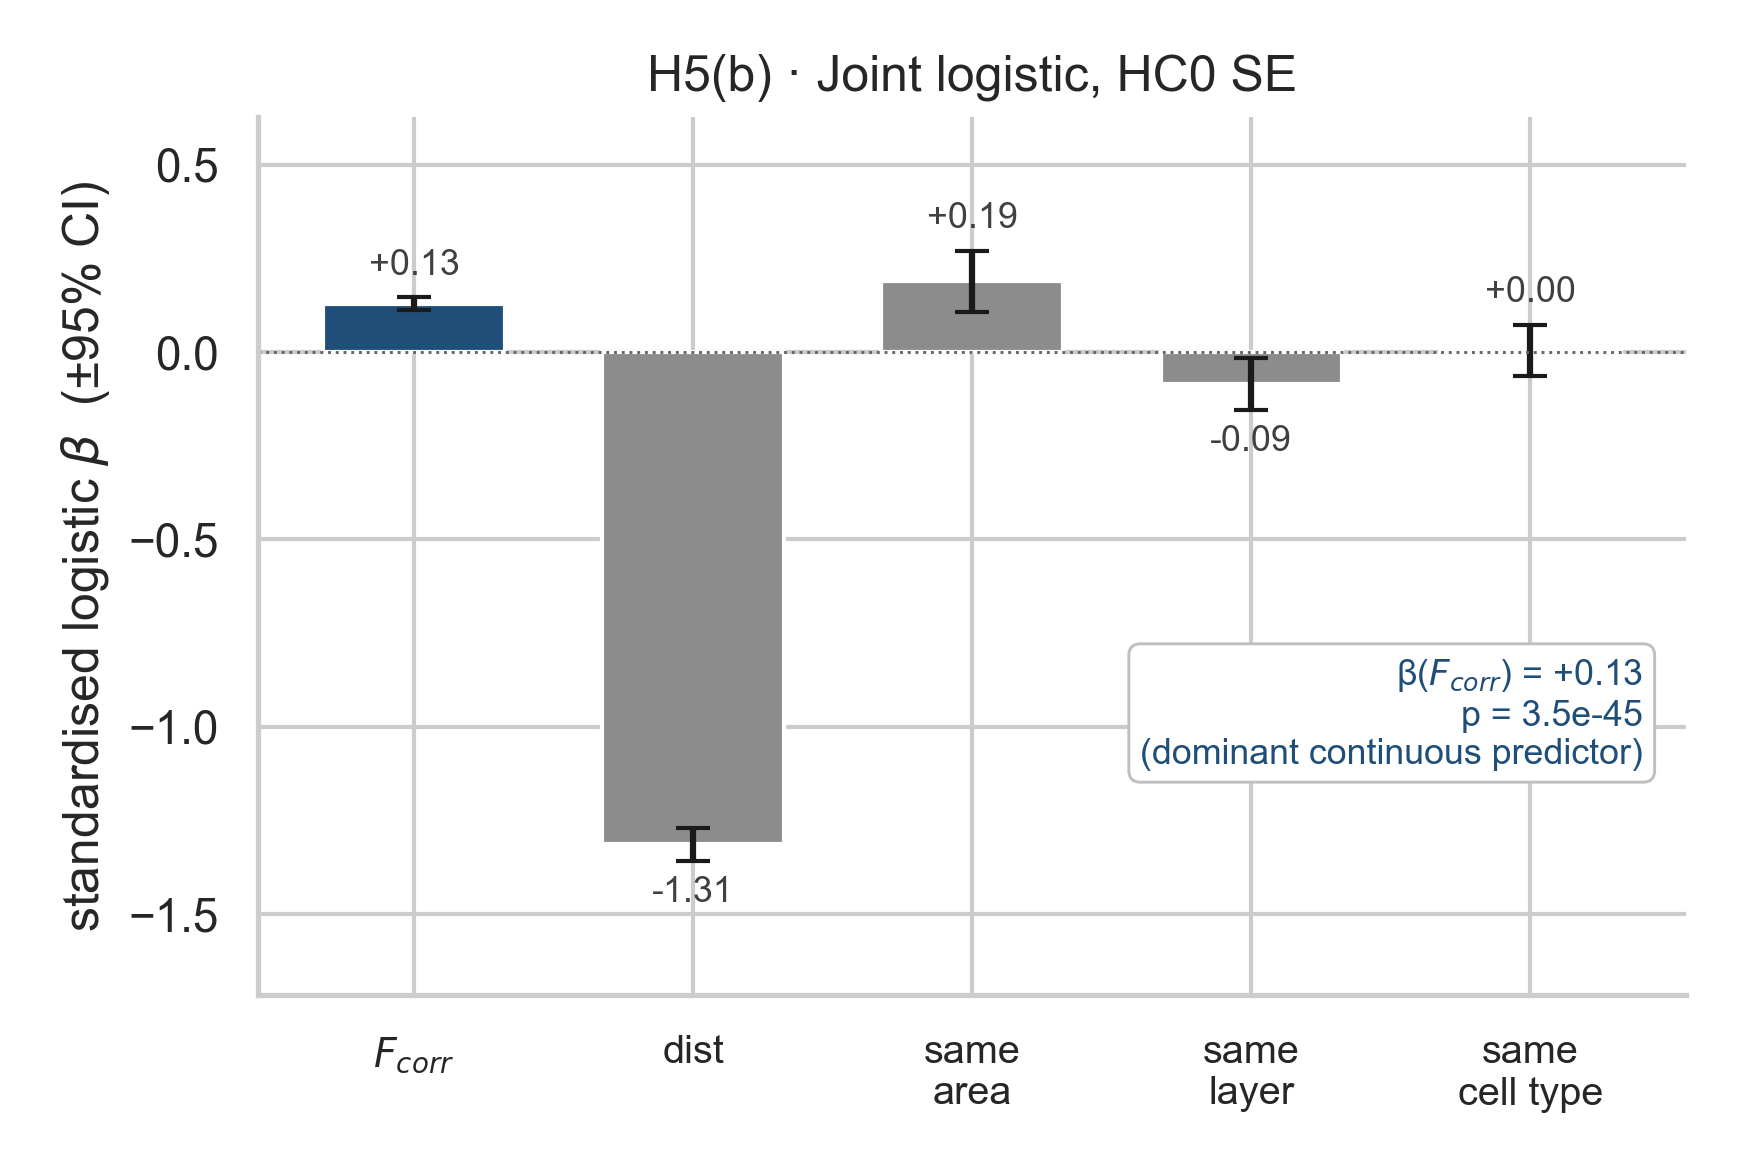 H5(b) · Joint logistic, HC0 SE
standardised logistic β (±95% CI)
0.5
0.0
−0.5
−1.0
−1.5
+0.13
-1.31
+0.19
-0.09
+0.00
β(F_corr) = +0.13
p = 3.5e-45
(dominant continuous predictor)
F_corr
dist
same
area
same
layer
same
cell type